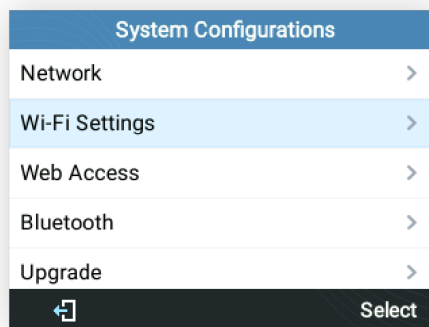 System Configurations
Network
Wi-Fi Settings
Web Access
Bluetooth
Upgrade
Select